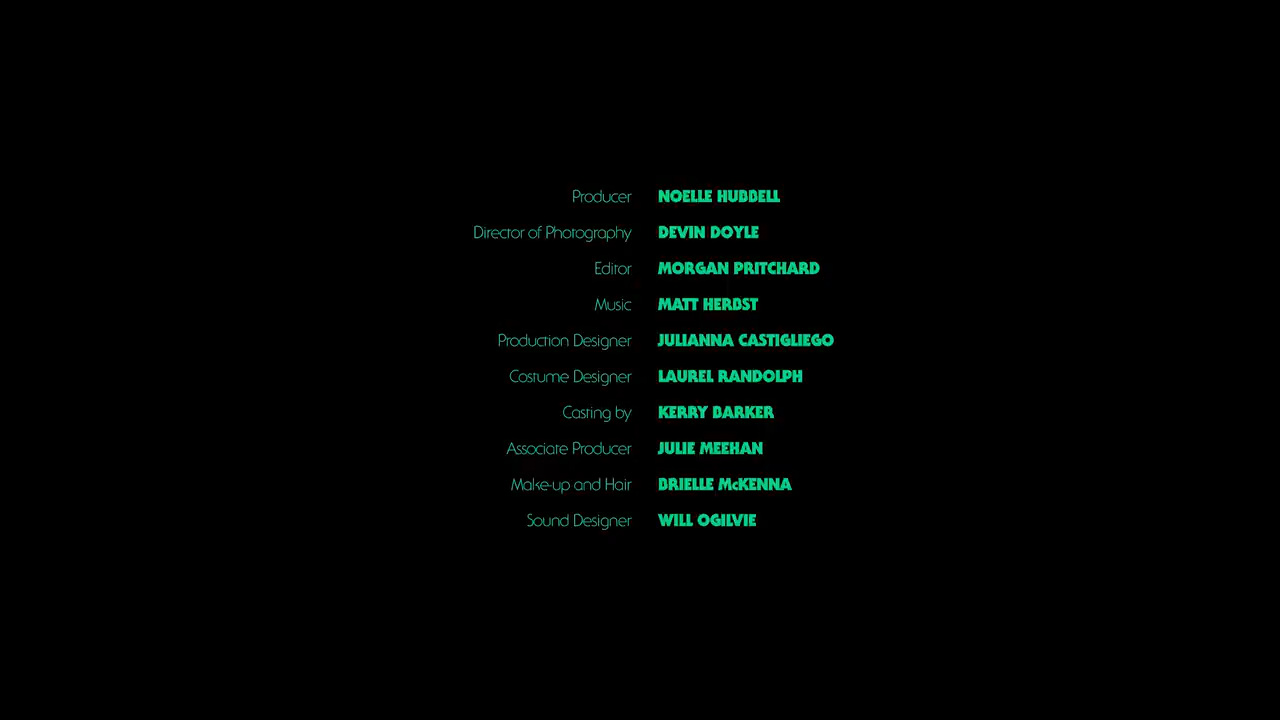 Producer NOELLE HUBBELL
Director of Photography DEVIN DOYLE
Editor MORGAN PRITCHARD
Music MATT HERBST
Production Designer JULIANNA CASTIGLIEGO
Costume Designer LAUREL RANDOLPH
Casting by KERRY BARKER
Associate Producer JULIE MEEHAN
Make-up and Hair BRIELLE McKENNA
Sound Designer WILL OGILVIE